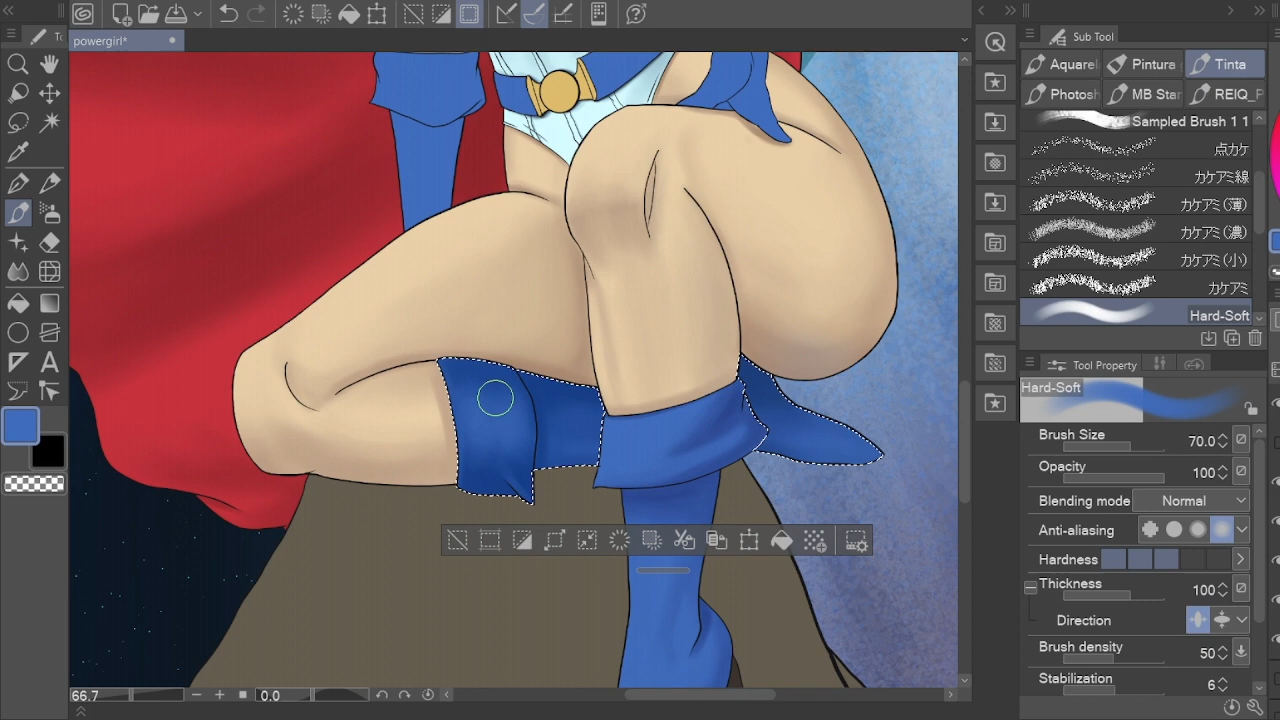 To
powergirl*
Sub Tool
Aquarel
Pintura
Tinta
Photosh
MB Star
REIQ_P
Sampled Brush 1 1
点カケ
カケアミ線
カケアミ(薄)
カケアミ(濃)
カケアミ(小)
カケアミ
Hard-Soft
Tool Property
Hard-Soft
Brush Size 70.0
Opacity 100
Blending mode Normal
Anti-aliasing
Hardness
Thickness 100
Direction
Brush density 50
Stabilization 6
66.7
0.0